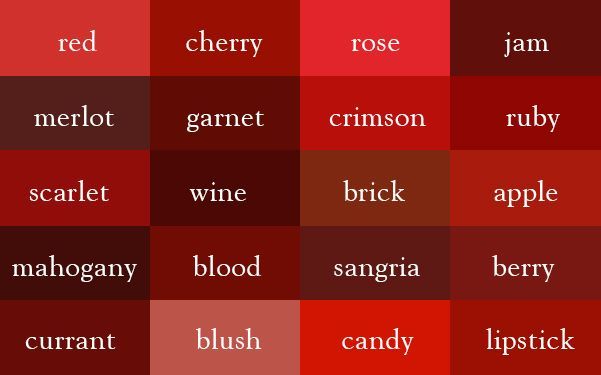 red cherry rose jam
merlot garnet crimson ruby
scarlet wine brick apple
mahogany blood sangria berry
currant blush candy lipstick